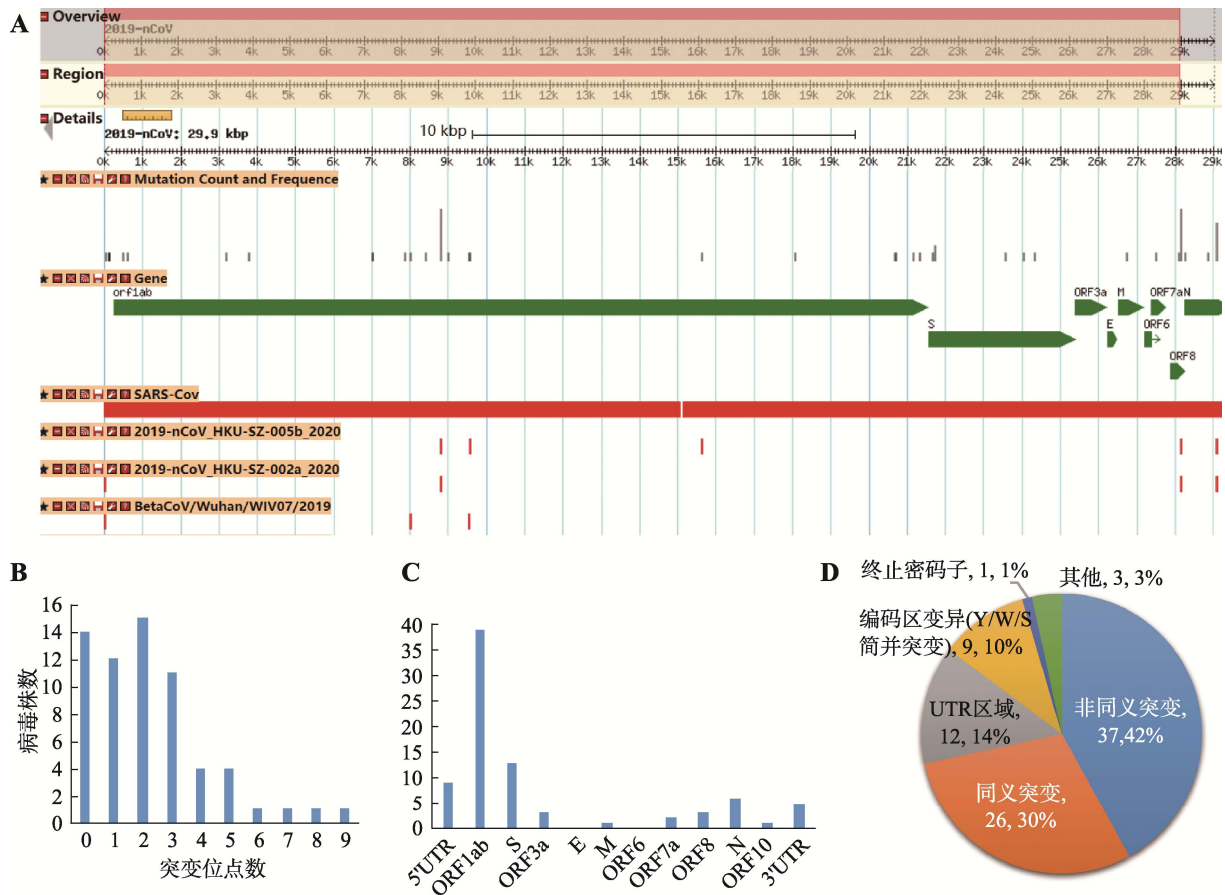 A
Overview
2019-nCoV
0k 1k 2k 3k 4k 5k 6k 7k 8k 9k 10k 11k 12k 13k 14k 15k 16k 17k 18k 19k 20k 21k 22k 23k 24k 25k 26k 27k 28k 29k
Region
0k 1k 2k 3k 4k 5k 6k 7k 8k 9k 10k 11k 12k 13k 14k 15k 16k 17k 18k 19k 20k 21k 22k 23k 24k 25k 26k 27k 28k 29k
Details
2019-nCoV: 29.9 kbp
10 kbp
0k 1k 2k 3k 4k 5k 6k 7k 8k 9k 10k 11k 12k 13k 14k 15k 16k 17k 18k 19k 20k 21k 22k 23k 24k 25k 26k 27k 28k 29k
Mutation Count and Frequence
Gene
orf1ab
ORF3a M ORF7aN
S
E ORF6
ORF8
SARS-Cov
2019-nCoV_HKU-SZ-005b_2020
2019-nCoV_HKU-SZ-002a_2020
BetaCoV/Wuhan/WIV07/2019
B
16
14
12
10
8
6
4
2
0
病毒株数
0 1 2 3 4 5 6 7 8 9
突变位点数
C
40
35
30
25
20
15
10
5
0
5'UTR
ORF1ab
S
ORF3a
E
M
ORF6
ORF7a
ORF8
N
ORF10
3'UTR
D
终止密码子, 1, 1%
其他, 3, 3%
编码区变异(Y/W/S
简并突变), 9, 10%
UTR区域,
12, 14%
非同义突变,
37,42%
同义突变,
26, 30%